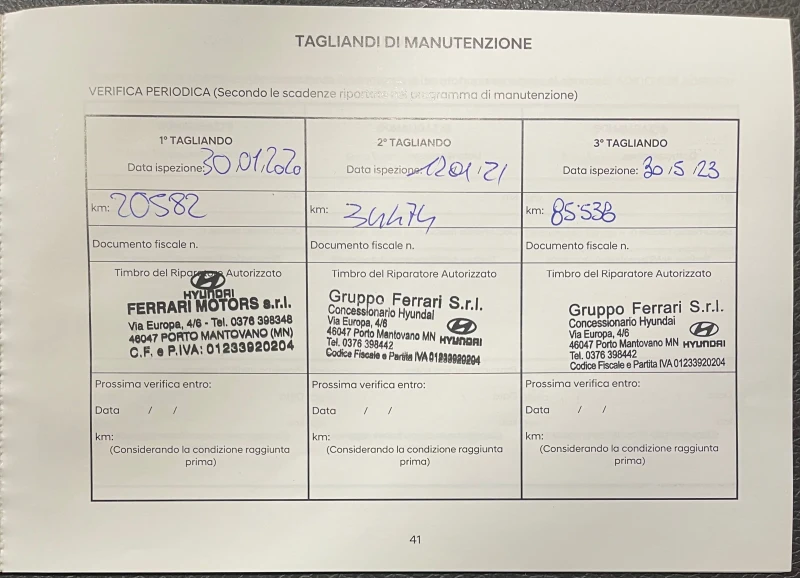 TAGLIANDI DI MANUTENZIONE
VERIFICA PERIODICA (Secondo le scadenze riportate nel programma di manutenzione)
1° TAGLIANDO
Data ispezione: 30.01.2020
km: 20582
Documento fiscale n.
Timbro del Riparatore Autorizzato
HYUNDAI
FERRARI MOTORS s.r.l.
Via Europa, 4/6 - Tel. 0376 398348
46047 PORTO MANTOVANO (MN)
C.F. e P.IVA: 01233920204
Prossima verifica entro:
Data / /
km:
(Considerando la condizione raggiunta
prima)
2° TAGLIANDO
Data ispezione: 12 01 / 21
km: 34474
Documento fiscale n.
Timbro del Riparatore Autorizzato
Gruppo Ferrari S.r.l.
Concessionario Hyundai
Via Europa, 4/6
46047 Porto Mantovano MN HYUNDAI
Tel. 0376 398442
Codice Fiscale e Partita IVA 01233920204
Prossima verifica entro:
Data / /
km:
(Considerando la condizione raggiunta
prima)
3° TAGLIANDO
Data ispezione: 30/5/23
km: 85.538
Documento fiscale n.
Timbro del Riparatore Autorizzato
Gruppo Ferrari S.r.l.
Concessionario Hyundai
Via Europa, 4/6
46047 Porto Mantovano MN HYUNDAI
Tel. 0376 398442
Codice Fiscale e Partita IVA 01233920204
Prossima verifica entro:
Data / /
km:
(Considerando la condizione raggiunta
prima)
41